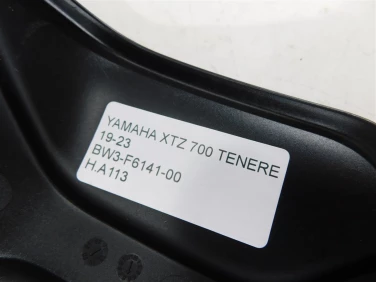 YAMAHA XTZ 700 TENERE
19-23
BW3-F6141-00
H.A113